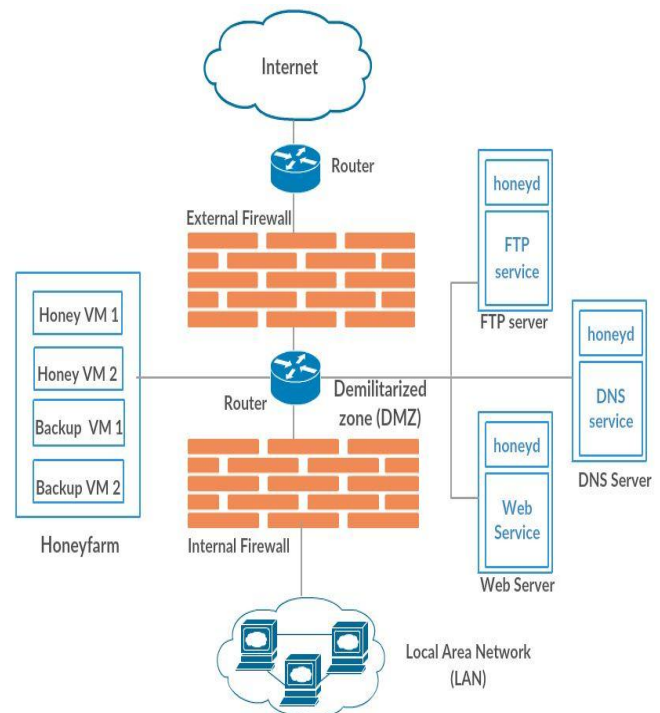 Internet
Router
External Firewall
honeyd
FTP
service
FTP server
Honey VM 1
Honey VM 2
Backup VM 1
Backup VM 2
Honeyfarm
Router
Demilitarized
zone (DMZ)
honeyd
DNS
service
DNS Server
honeyd
Web
Service
Web Server
Internal Firewall
Local Area Network
(LAN)